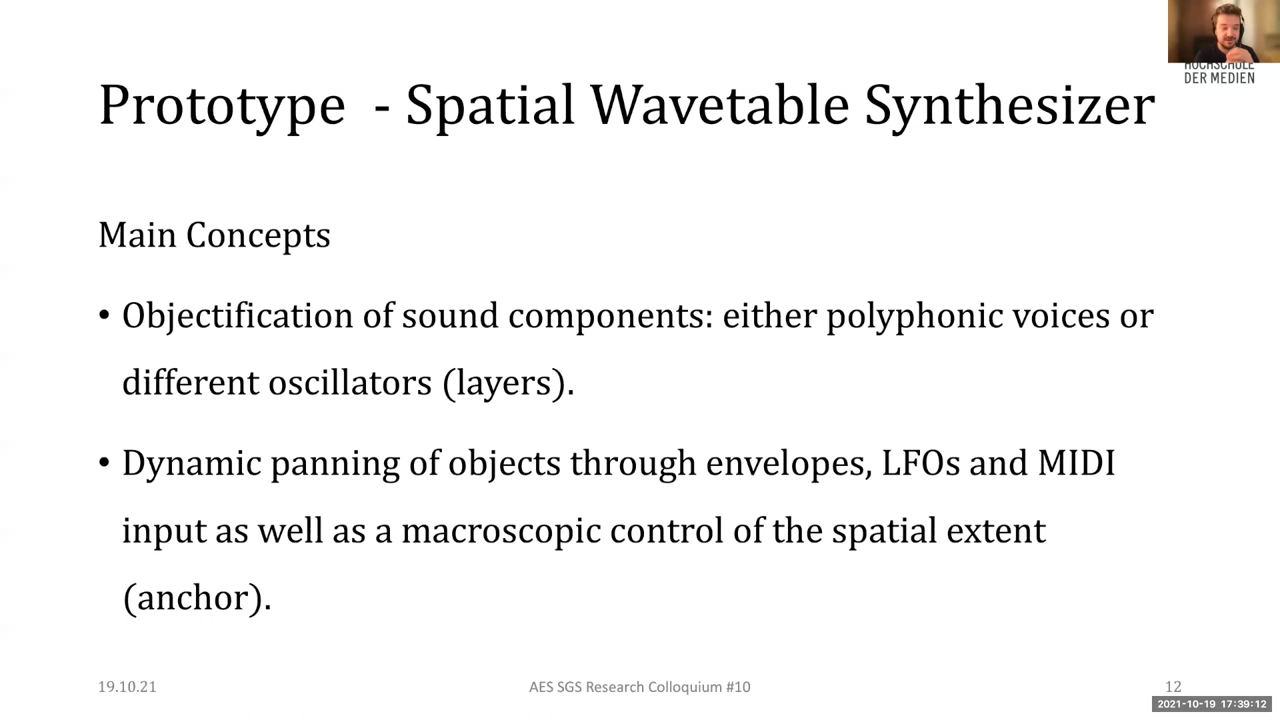 HOCHSCHULE
DER MEDIEN
Prototype - Spatial Wavetable Synthesizer
Main Concepts
• Objectification of sound components: either polyphonic voices or
different oscillators (layers).
• Dynamic panning of objects through envelopes, LFOs and MIDI
input as well as a macroscopic control of the spatial extent
(anchor).
19.10.21
AES SGS Research Colloquium #10
12
2021-10-19 17:39:12